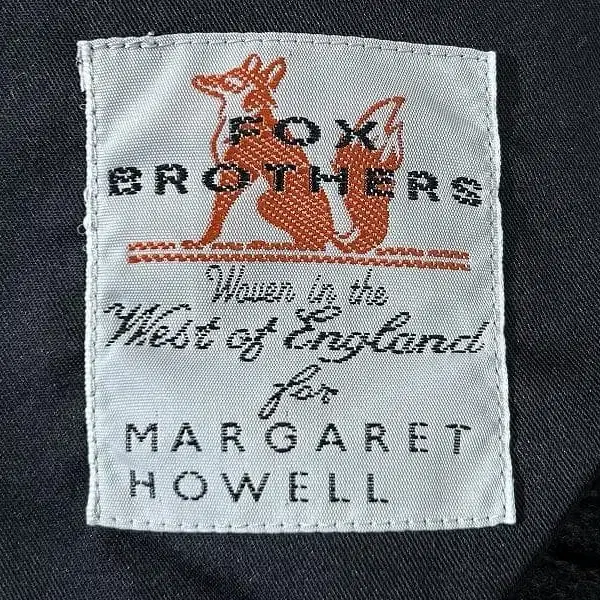 FOX
BROTHERS
Woven in the
West of England
for
MARGARET
HOWELL